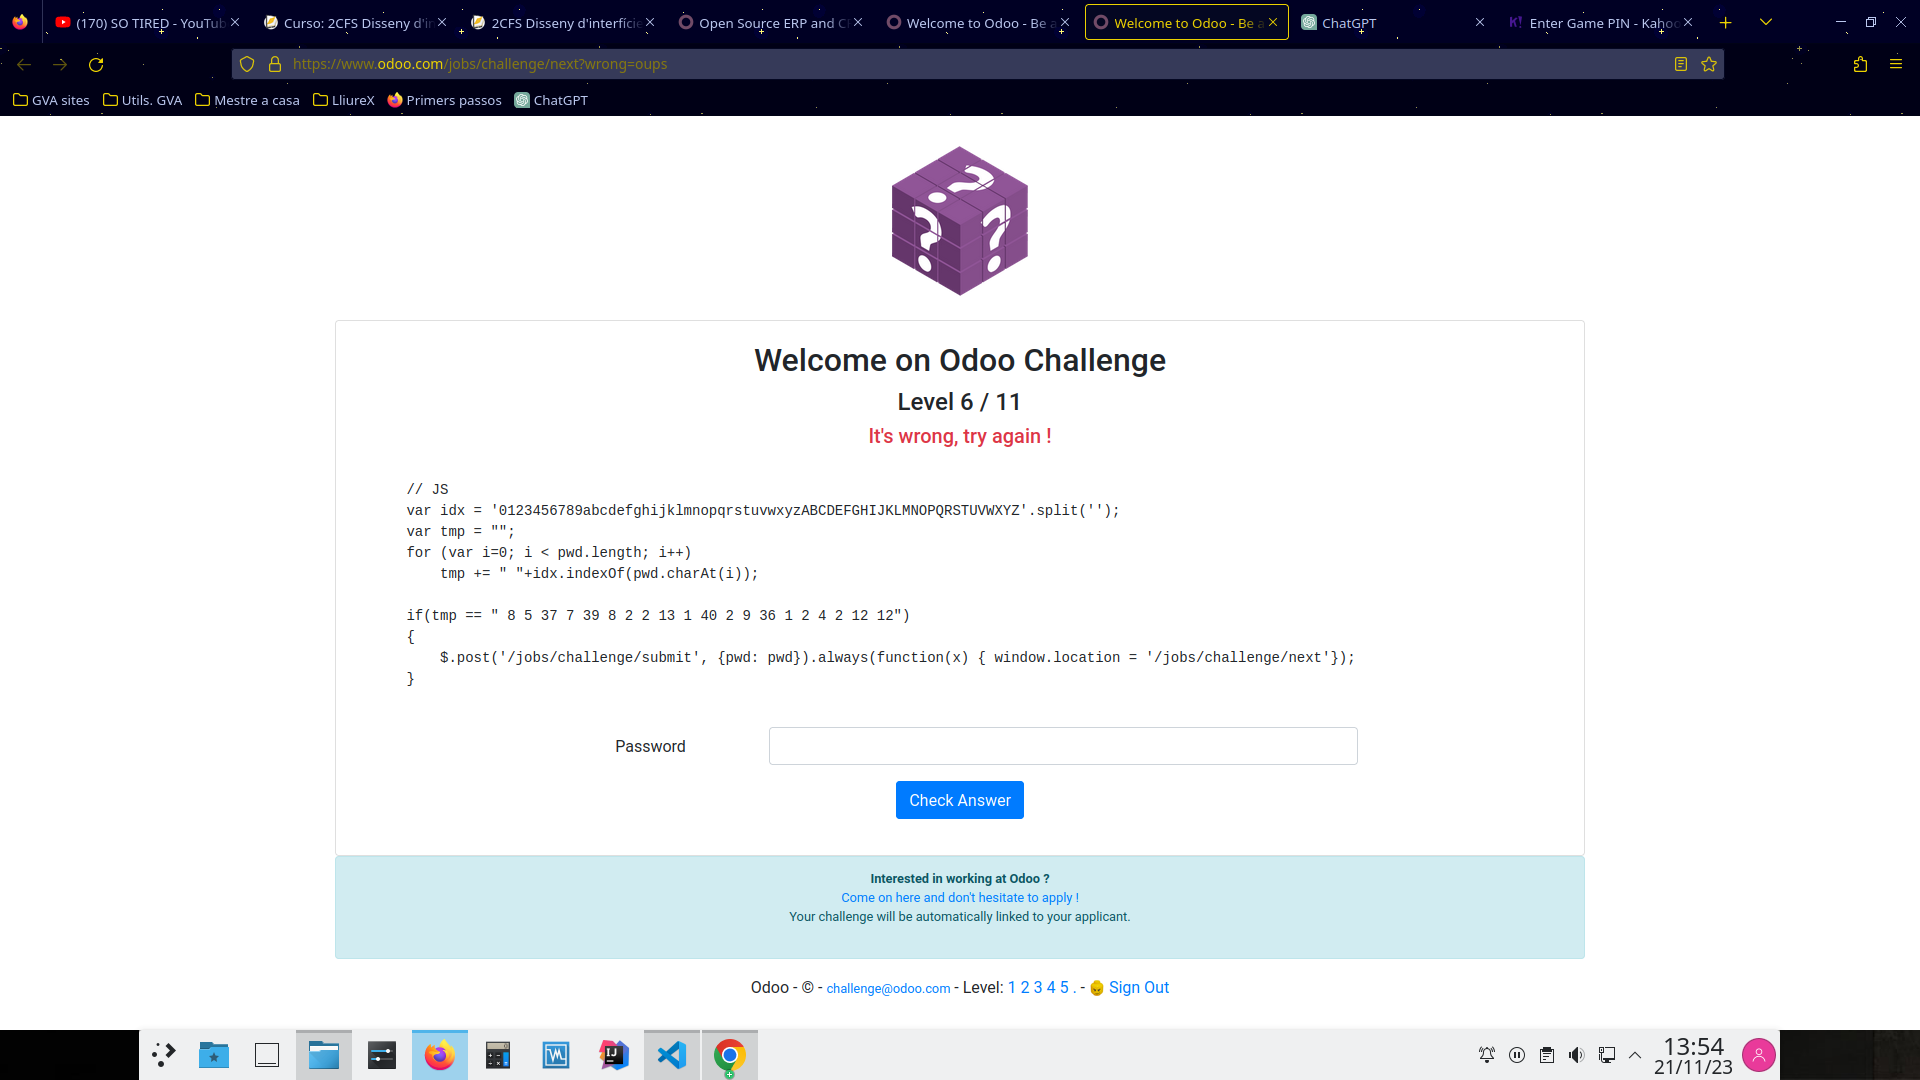 (170) SO TIRED - YouTub
Curso: 2CFS Disseny d'in
2CFS Disseny d'interfície
Open Source ERP and C
Welcome to Odoo - Be a
Welcome to Odoo - Be a
ChatGPT
Enter Game PIN - Kahoo
https://www.odoo.com/jobs/challenge/next?wrong=oups
GVA sites
Utils. GVA
Mestre a casa
LliureX
Primers passos
ChatGPT
Welcome on Odoo Challenge
Level 6 / 11
It's wrong, try again !
// JS
var idx = '0123456789abcdefghijklmnopqrstuvwxyzABCDEFGHIJKLMNOPQRSTUVWXYZ'.split('');
var tmp = "";
for (var i=0; i < pwd.length; i++)
    tmp += " "+idx.indexOf(pwd.charAt(i));
if(tmp == " 8 5 37 7 39 8 2 2 13 1 40 2 9 36 1 2 4 2 12 12")
{
    $.post('/jobs/challenge/submit', {pwd: pwd}).always(function(x) { window.location = '/jobs/challenge/next'});
}
Password
Check Answer
Interested in working at Odoo ?
Come on here and don't hesitate to apply !
Your challenge will be automatically linked to your applicant.
Odoo - © - challenge@odoo.com - Level: 1 2 3 4 5 . - Sign Out
13:54
21/11/23